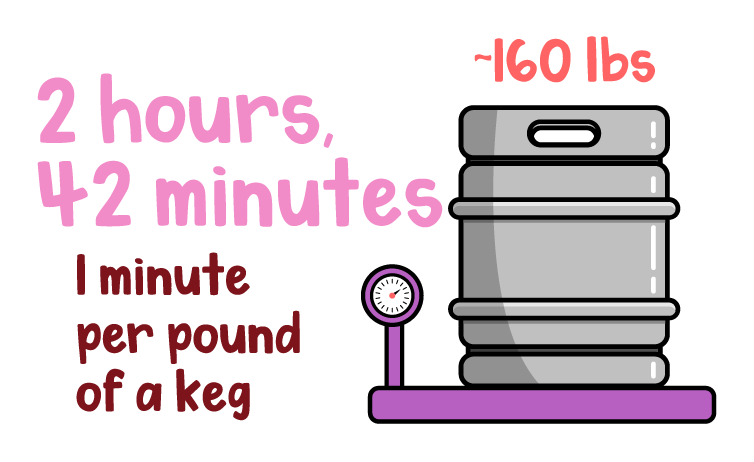 ~160 lbs
2 hours,
42 minutes
1 minute
per pound
of a keg